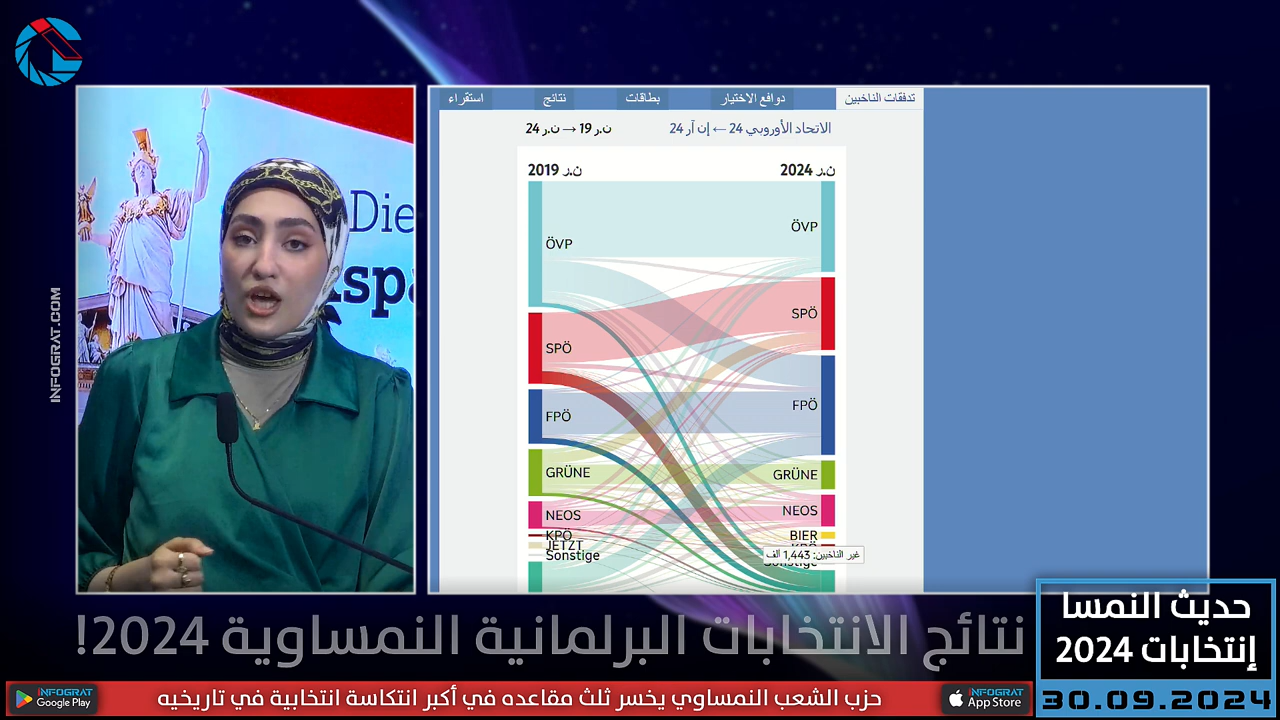 استقراء
نتائج
بطاقات
دوافع الاختيار
تدفقات الناخبين
ن.ر 19 → ن.ر 24
الاتحاد الأوروبي 24 ← إن آر 24
ن.ر 2019
ن.ر 2024
ÖVP
SPÖ
FPÖ
GRÜNE
NEOS
KPÖ
JETZT
Sonstige
ÖVP
SPÖ
FPÖ
GRÜNE
NEOS
BIER
غير الناخبين: 1,443 ألف
Die
INFOGRAT.COM
نتائج الانتخابات البرلمانية النمساوية 2024!
حديث النمسا
إنتخابات 2024
30.09.2024
حزب الشعب النمساوي يخسر ثلث مقاعده في أكبر انتكاسة انتخابية في تاريخيه
INFOGRAT
Google Play
INFOGRAT
App Store